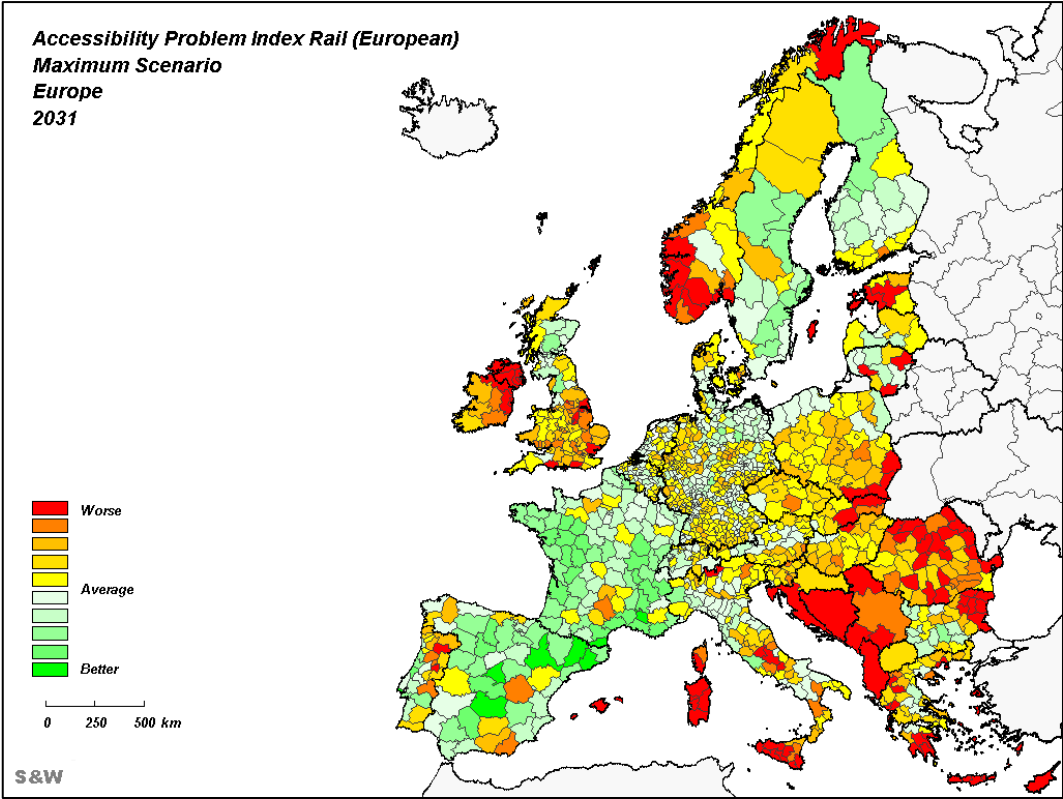 Accessibility Problem Index Rail (European)
Maximum Scenario
Europe
2031
Worse
Average
Better
0 250 500 km
S&W